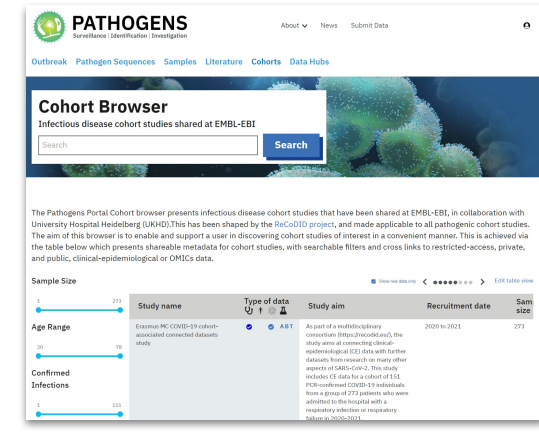 PATHOGENS
Surveillance | Identification | Investigation
About News Submit Data
Outbreak Pathogen Sequences Samples Literature Cohorts Data Hubs
Cohort Browser
Infectious disease cohort studies shared at EMBL-EBI
Search Search
The Pathogens Portal Cohort browser presents infectious disease cohort studies that have been shared at EMBL-EBI, in collaboration with
University Hospital Heidelberg (UKHD).This has been shaped by the ReCoDID project, and made applicable to all pathogenic cohort studies.
The aim of this browser is to enable and support a user in discovering cohort studies of interest in a convenient manner. This is achieved via
the table below which presents shareable metadata for cohort studies, with searchable filters and cross links to restricted-access, private,
and public, clinical-epidemiological or OMICs data.
Sample Size
Show raw data only Edit table view
1 273
Study name Type of data Study aim Recruitment date Sam
size
Age Range
20 78
Confirmed
Infections
1 151
Erasmus MC COVID-19 cohort-
associated connected datasets
study
A B T
As part of a multidisciplinary
consortium (https://recodid.eu/), the
study aims at connecting clinical-
epidemiological (CE) data with further
datasets from research on many other
aspects of SARS-CoV-2. This study
includes CE data for a cohort of 151
PCR-confirmed COVID-19 individuals
from a group of 273 patients who were
admitted to the hospital with a
respiratory infection or respiratory
failure in 2020-2021.
2020 to 2021
273